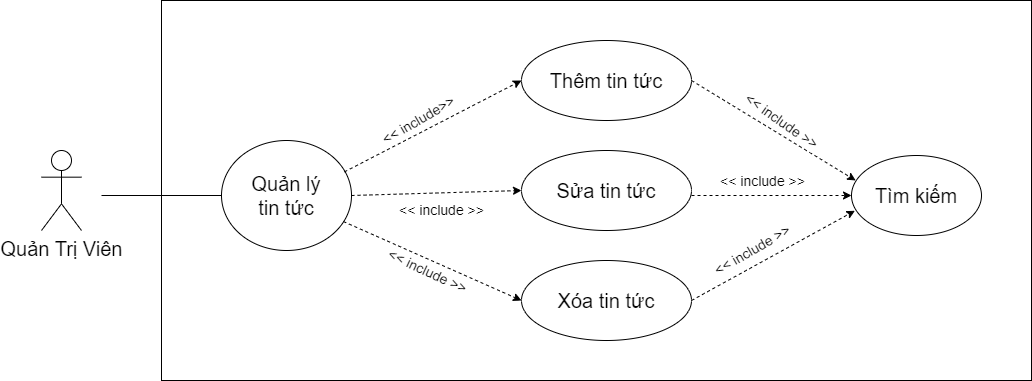 Quản Trị Viên
Quản lý
tin tức
<< include>>
<< include >>
<< include >>
Thêm tin tức
Sửa tin tức
Xóa tin tức
<< include >>
<< include >>
<< include >>
Tìm kiếm